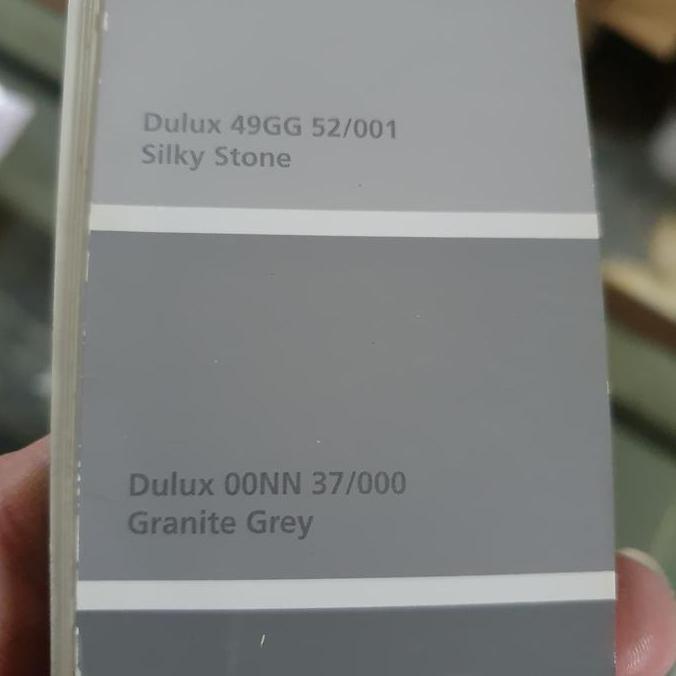 Dulux 49GG 52/001
Silky Stone
Dulux 00NN 37/000
Granite Grey